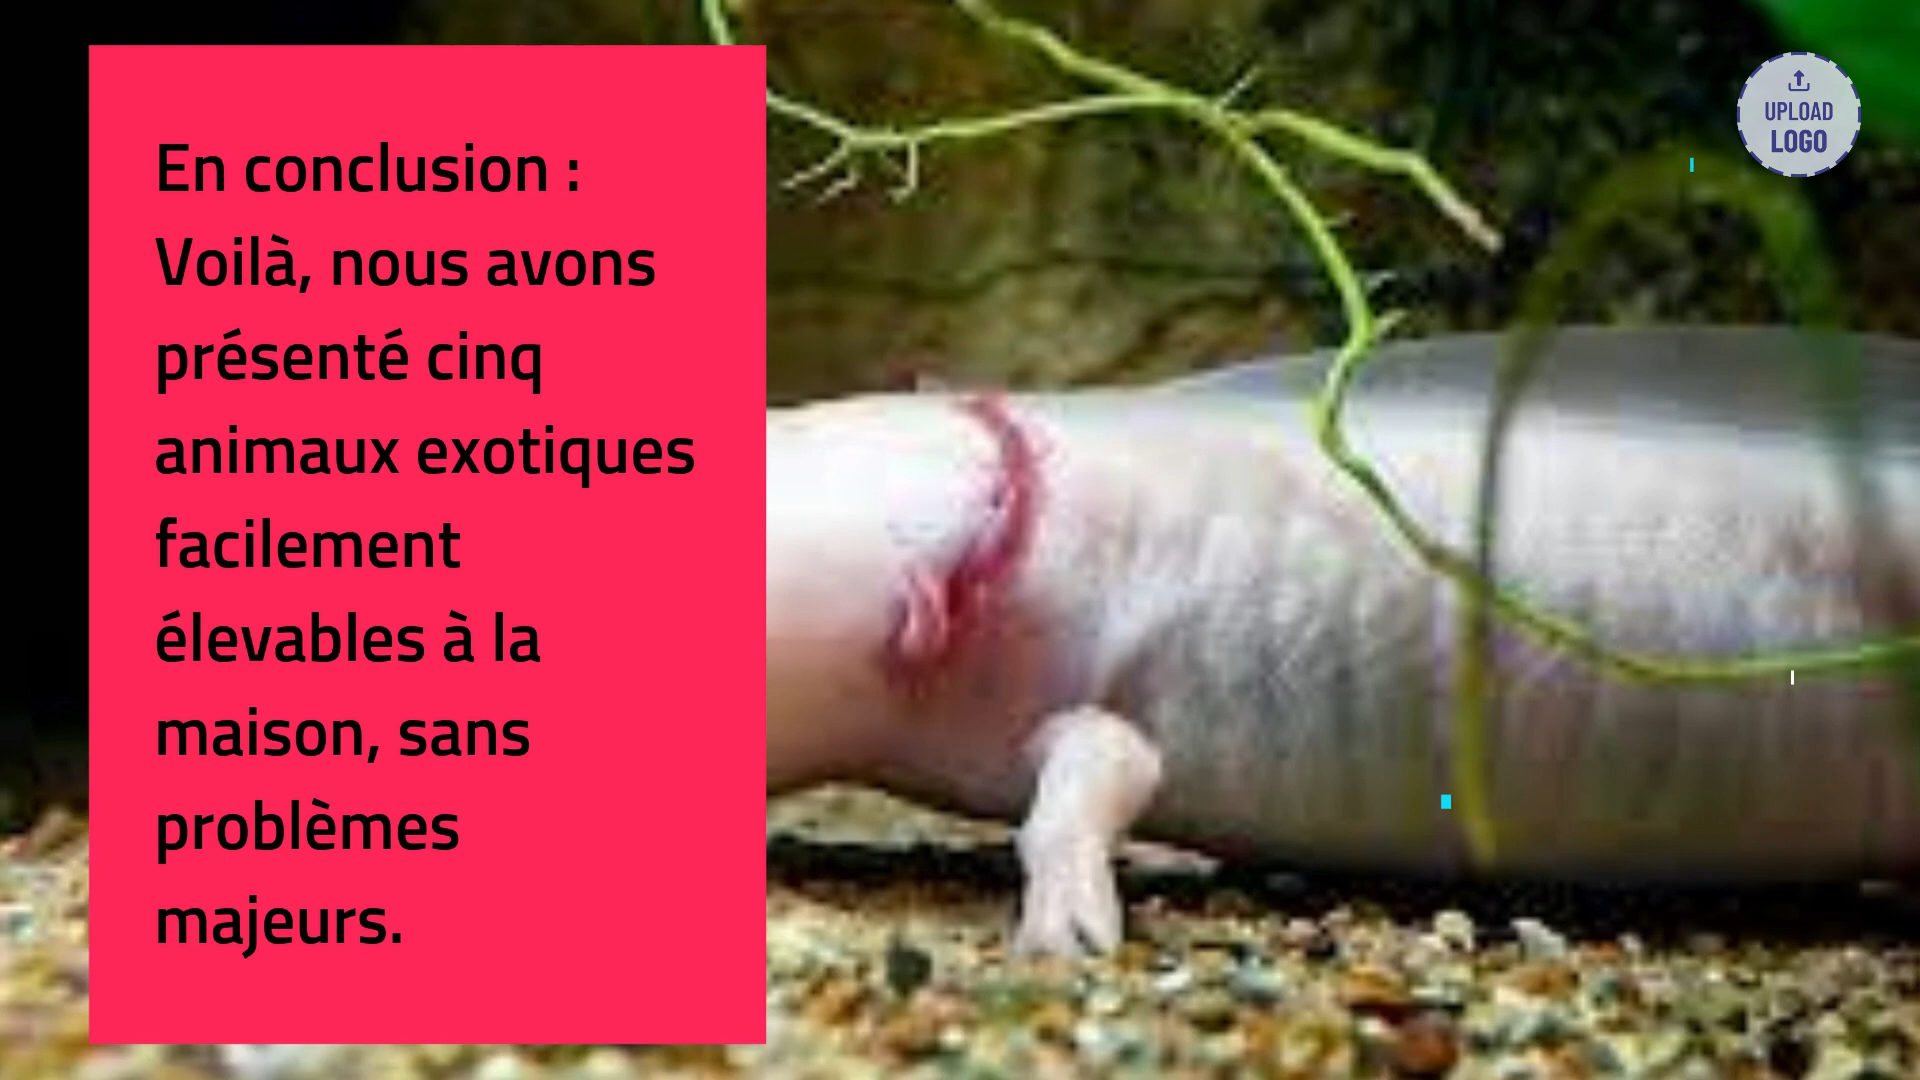 En conclusion :
Voilà, nous avons
présenté cinq
animaux exotiques
facilement
élevables à la
maison, sans
problèmes
majeurs.
UPLOAD
LOGO